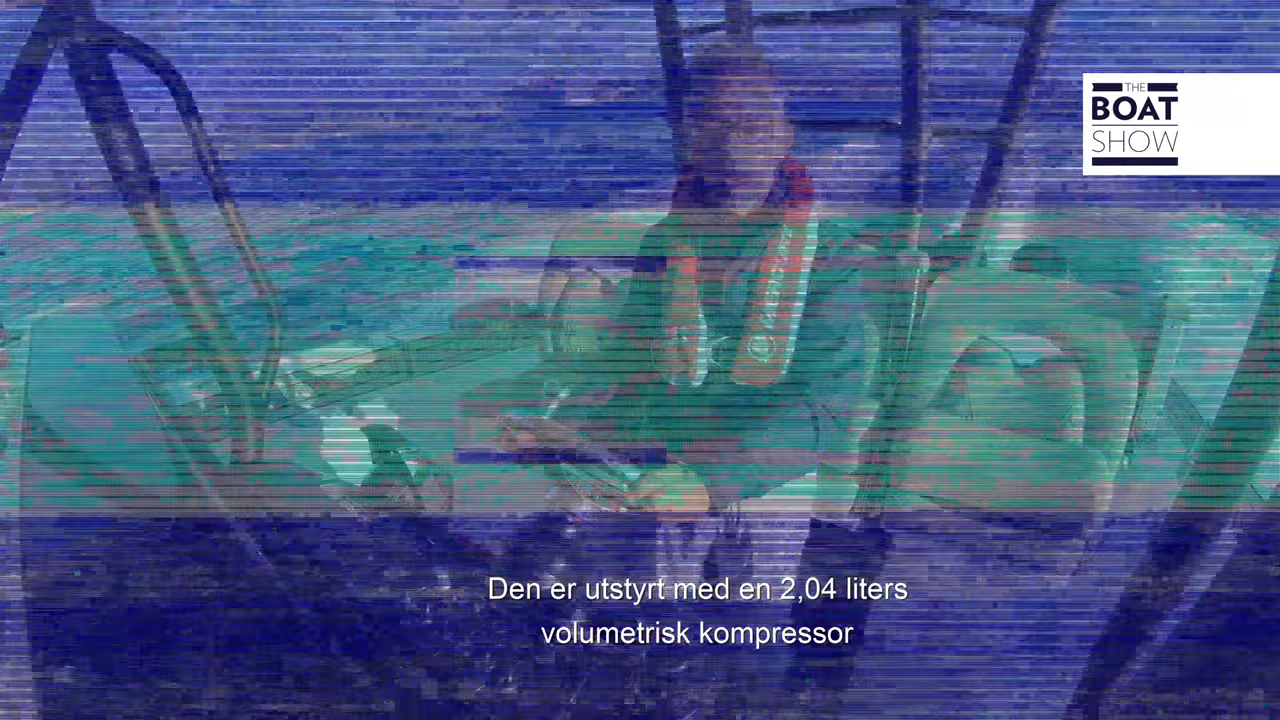 THE
BOAT
SHOW
Den er utstyrt med en 2,04 liters
volumetrisk kompressor